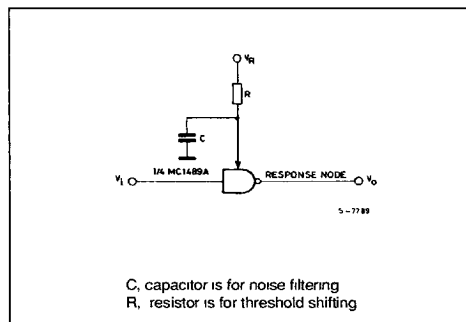 VR
R
C
1/4 MC1489A
RESPONSE NODE
Vi
Vo
S-7789
C, capacitor is for noise filtering
R, resistor is for threshold shifting